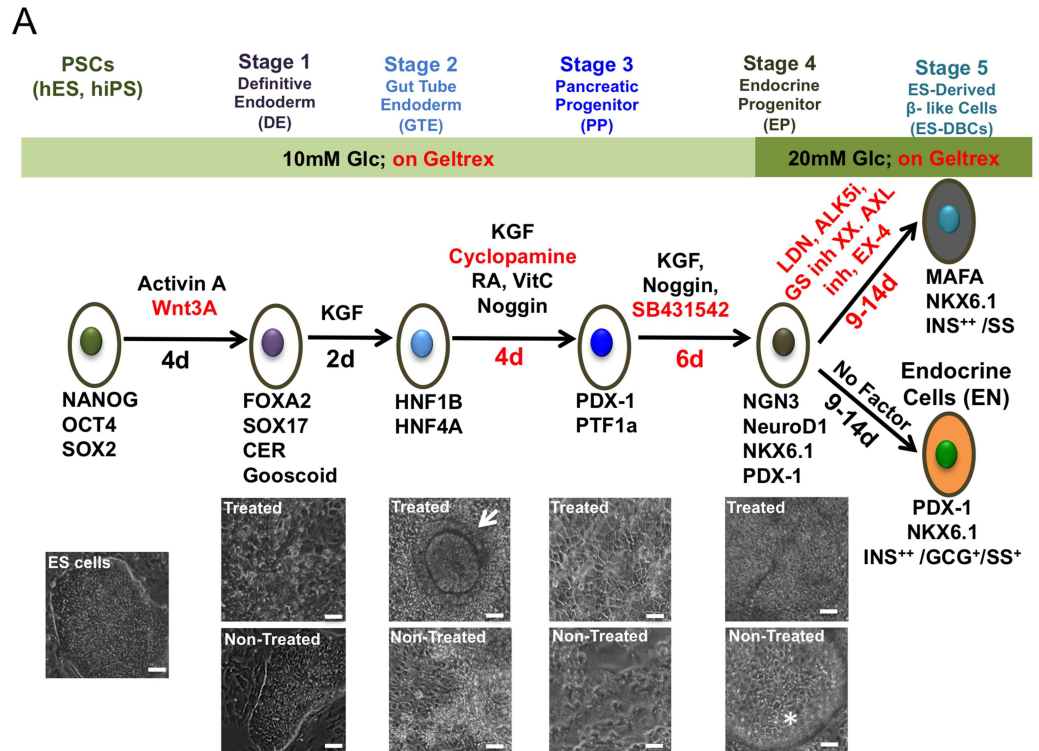 A
PSCs
(hES, hiPS)
Stage 1
Definitive
Endoderm
(DE)
Stage 2
Gut Tube
Endoderm
(GTE)
Stage 3
Pancreatic
Progenitor
(PP)
Stage 4
Endocrine
Progenitor
(EP)
Stage 5
ES-Derived
β- like Cells
(ES-DBCs)
10mM Glc; on Geltrex
20mM Glc; on Geltrex
Activin A
Wnt3A
4d
KGF
2d
KGF
Cyclopamine
RA, VitC
Noggin
4d
KGF,
Noggin,
SB431542
6d
LDN, ALK5i,
GS inh XX. AXL
inh, EX-4
9-14d
No Factor
9-14d
NANOG
OCT4
SOX2
FOXA2
SOX17
CER
Gooscoid
HNF1B
HNF4A
PDX-1
PTF1a
NGN3
NeuroD1
NKX6.1
PDX-1
MAFA
NKX6.1
INS⁺⁺ /SS
Endocrine
Cells (EN)
PDX-1
NKX6.1
INS⁺⁺ /GCG⁺/SS⁺
ES cells
Treated
Treated
Treated
Treated
Non-Treated
Non-Treated
Non-Treated
Non-Treated
*